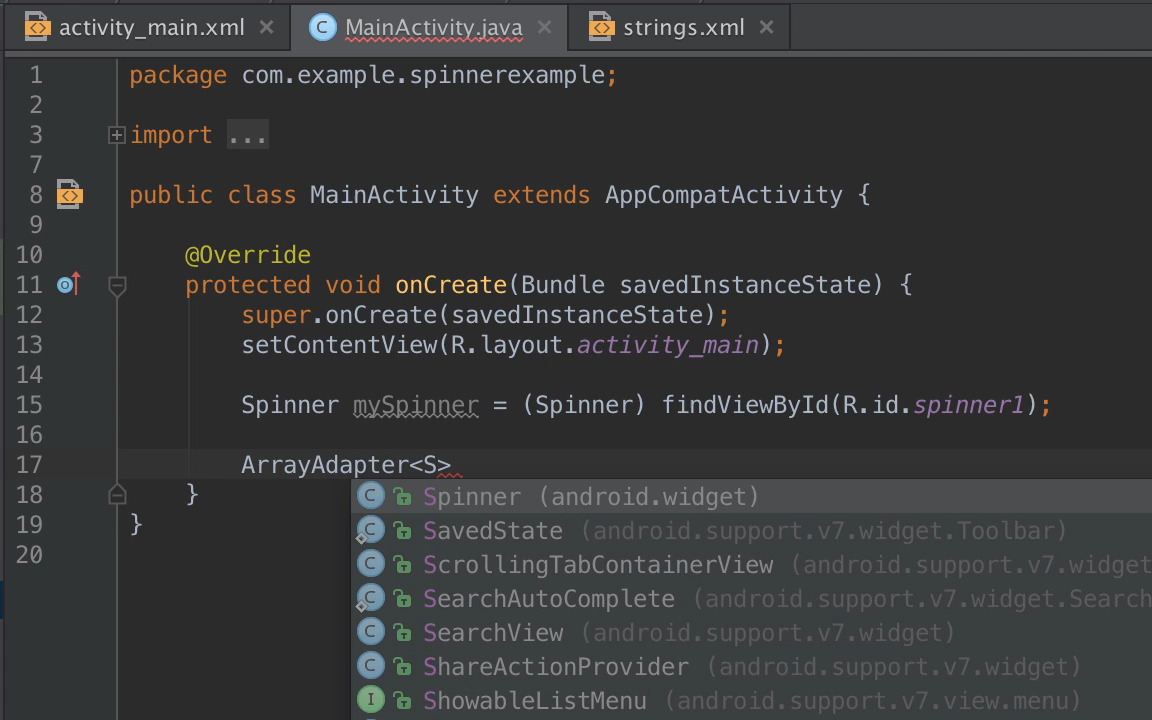 activity_main.xml MainActivity.java strings.xml
1 package com.example.spinnerexample;
2
3 import ...
7
8 public class MainActivity extends AppCompatActivity {
9
10 @Override
11 protected void onCreate(Bundle savedInstanceState) {
12 super.onCreate(savedInstanceState);
13 setContentView(R.layout.activity_main);
14
15 Spinner mySpinner = (Spinner) findViewById(R.id.spinner1);
16
17 ArrayAdapter<S>
18 }
19 }
20
C Spinner (android.widget)
C SavedState (android.support.v7.widget.Toolbar)
C ScrollingTabContainerView (android.support.v7.widget
C SearchAutoComplete (android.support.v7.widget.Search
C SearchView (android.support.v7.widget)
C ShareActionProvider (android.support.v7.widget)
I ShowableListMenu (android.support.v7.view.menu)